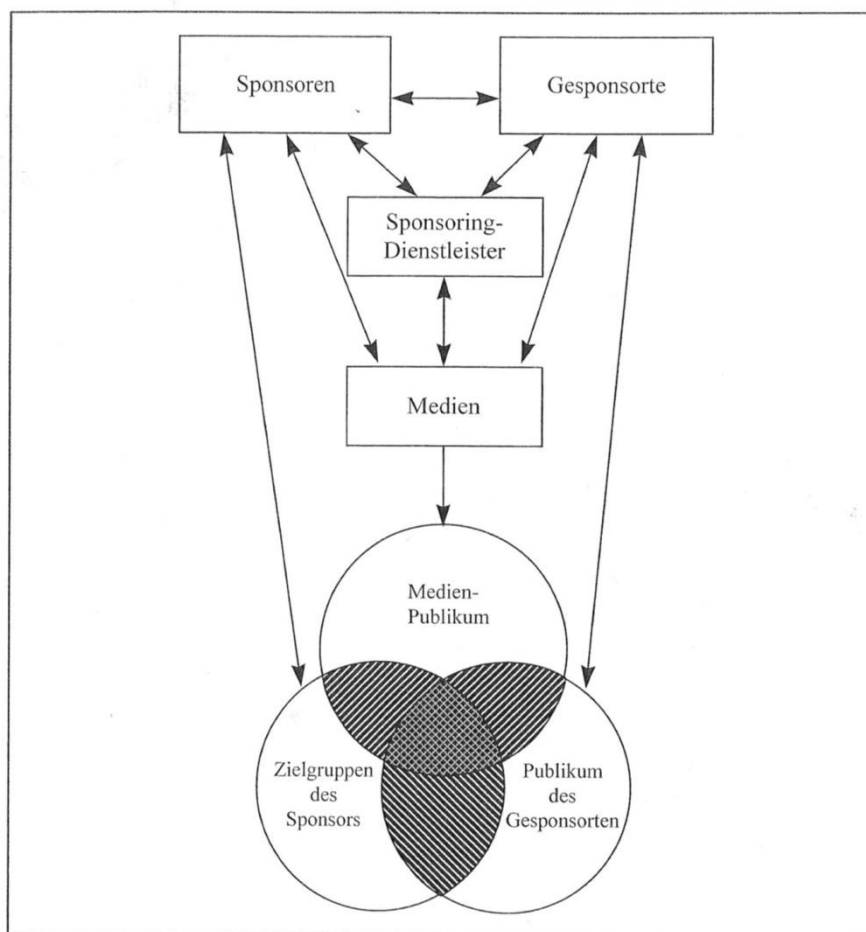 Sponsoren
Gesponsorte
Sponsoring-
Dienstleister
Medien
Medien-
Publikum
Zielgruppen
des
Sponsors
Publikum
des
Gesponsorten